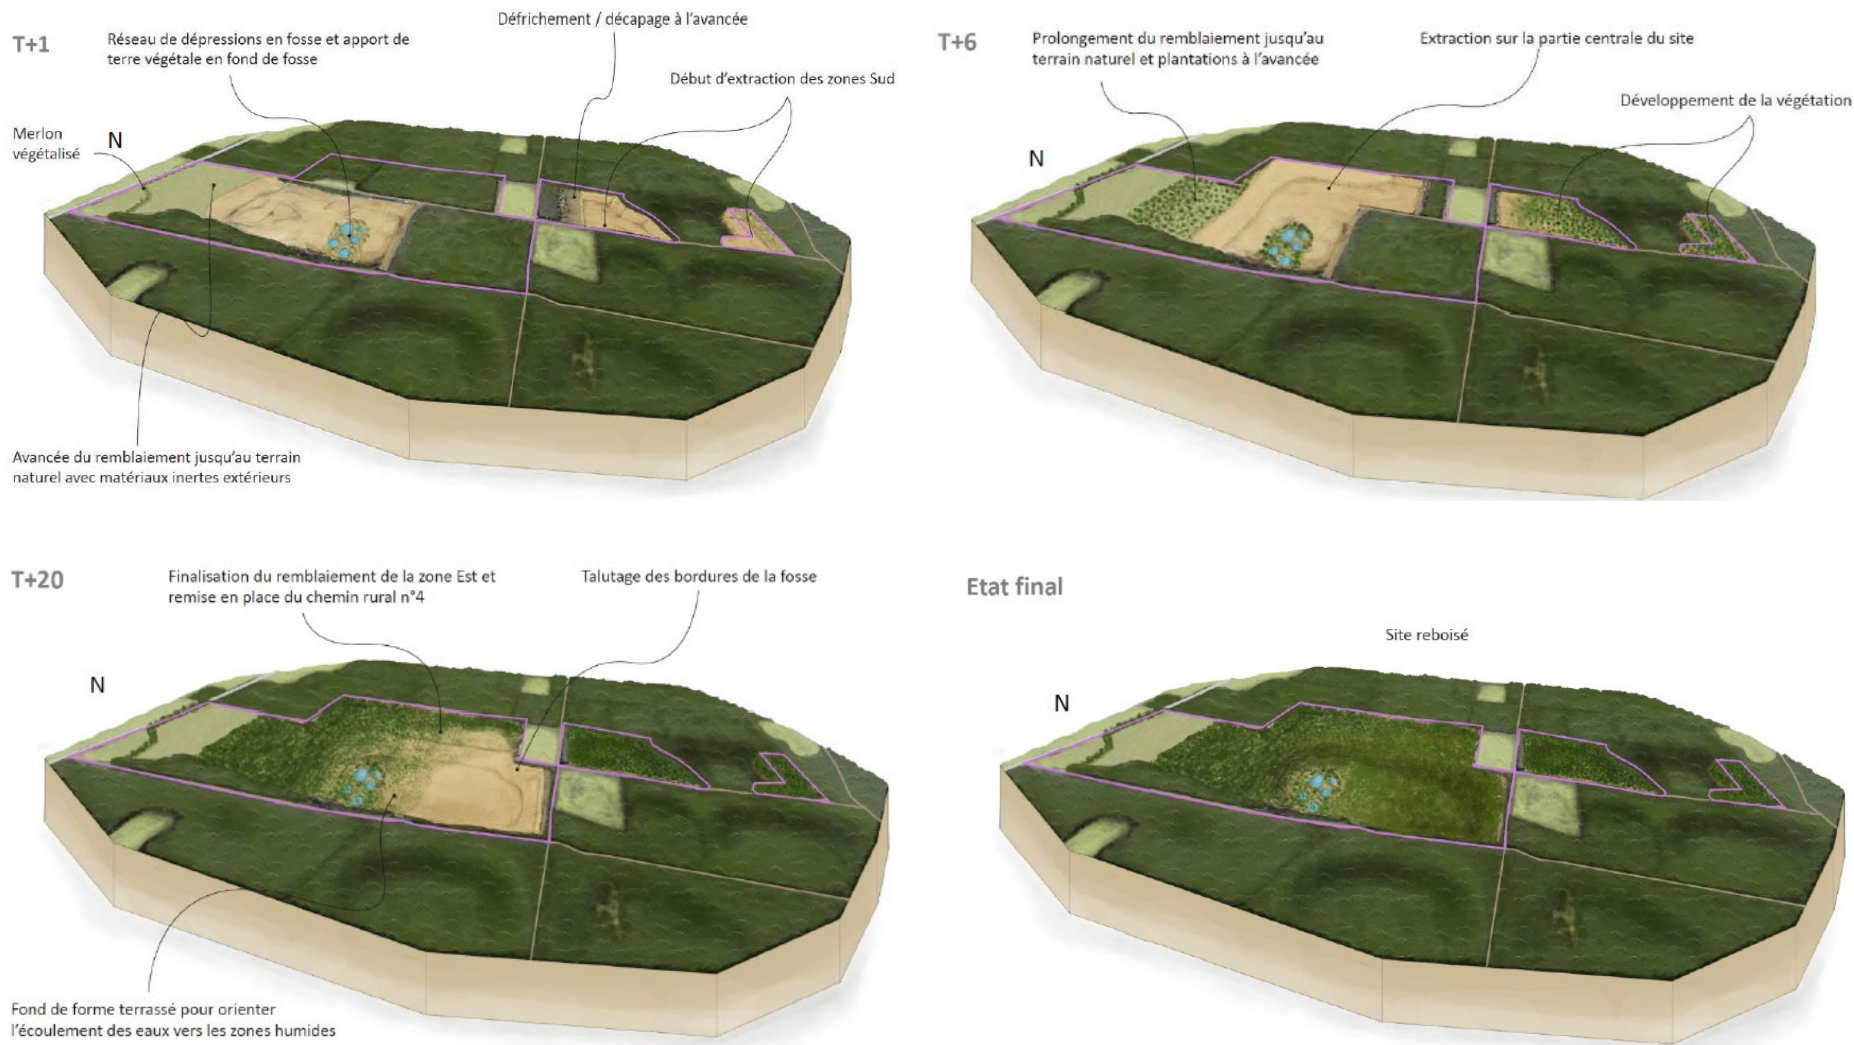 T+1
Réseau de dépressions en fosse et apport de
terre végétale en fond de fosse
Défrichement / décapage à l'avancée
Début d'extraction des zones Sud
Merlon
végétalisé
N
Avancée du remblaiement jusqu'au terrain
naturel avec matériaux inertes extérieurs
T+6
Prolongement du remblaiement jusqu'au
terrain naturel et plantations à l'avancée
Extraction sur la partie centrale du site
Développement de la végétation
N
T+20
Finalisation du remblaiement de la zone Est et
remise en place du chemin rural n°4
Talutage des bordures de la fosse
N
Fond de forme terrassé pour orienter
l'écoulement des eaux vers les zones humides
Etat final
Site reboisé
N